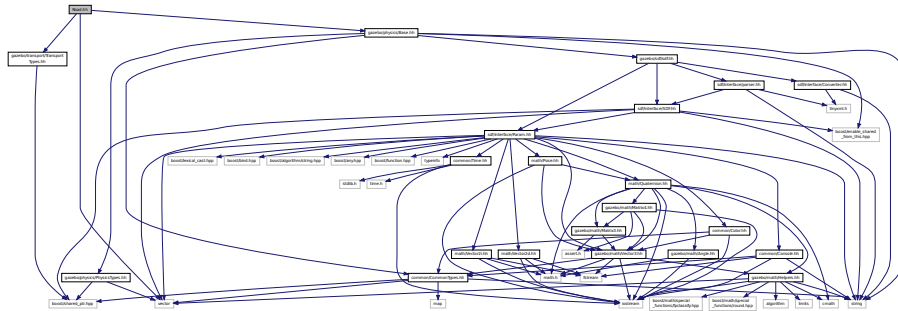 Road.hh
gazebo/physics/Base.hh
gazebo/transport/Transport
Types.hh
gazebo/sdf/sdf.hh
sdf/interface/parser.hh
sdf/interface/Converter.hh
sdf/interface/SDF.hh
tinyxml.h
sdf/interface/Param.hh
boost/enable_shared
_from_this.hpp
boost/lexical_cast.hpp
boost/bind.hpp
boost/algorithm/string.hpp
boost/any.hpp
boost/function.hpp
typeinfo
common/Time.hh
math/Pose.hh
stdlib.h
time.h
math/Quaternion.hh
gazebo/math/Matrix4.hh
gazebo/math/Matrix3.hh
common/Color.hh
math/Vector2i.hh
math/Vector2d.hh
assert.h
gazebo/math/Vector3.hh
gazebo/math/Angle.hh
common/Console.hh
gazebo/physics/PhysicsTypes.hh
common/CommonTypes.hh
math.h
fstream
gazebo/math/Helpers.hh
boost/shared_ptr.hpp
vector
map
iostream
boost/math/special
_functions/fpclassify.hpp
boost/math/special
_functions/round.hpp
algorithm
limits
cmath
string